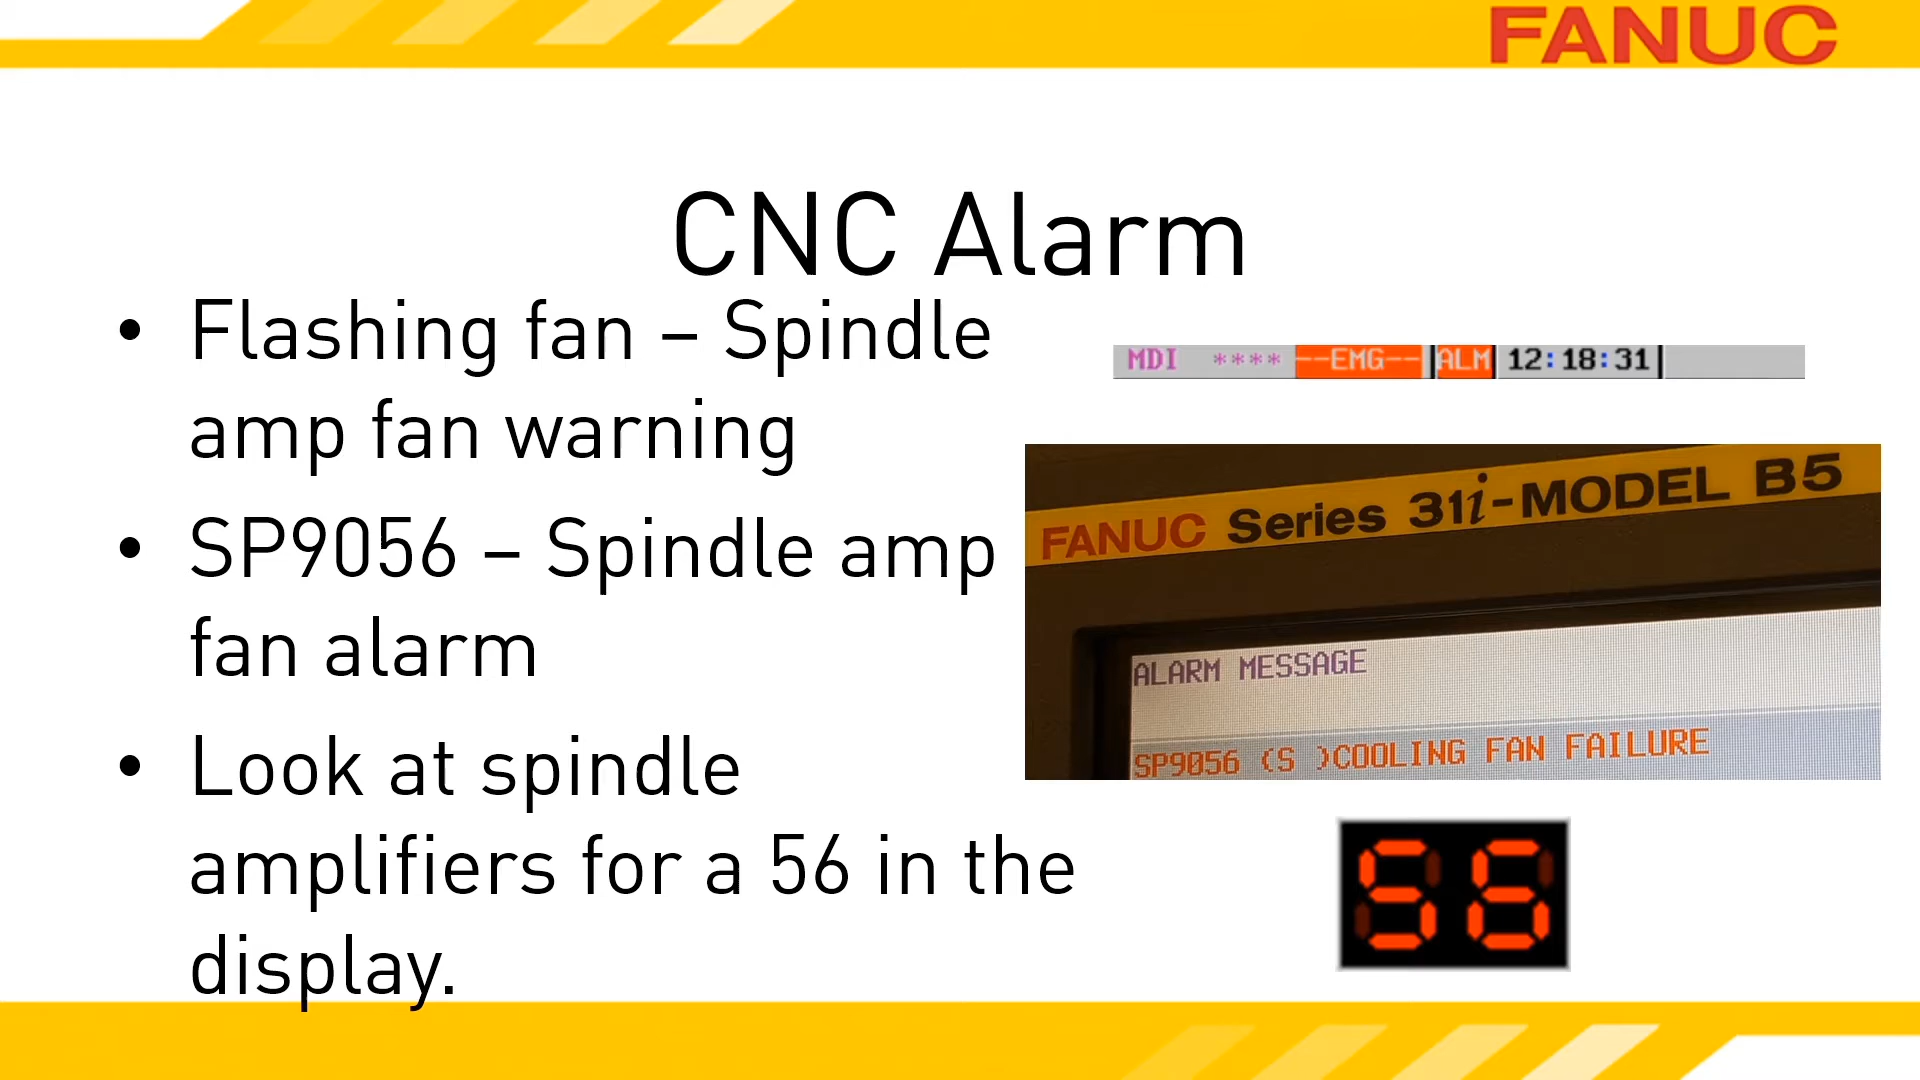 FANUC
CNC Alarm
• Flashing fan – Spindle
amp fan warning
• SP9056 – Spindle amp
fan alarm
• Look at spindle
amplifiers for a 56 in the
display.
MDI **** --EMG-- ALM 12:18:31
FANUC Series 31i-MODEL B5
ALARM MESSAGE
SP9056 (S )COOLING FAN FAILURE
56